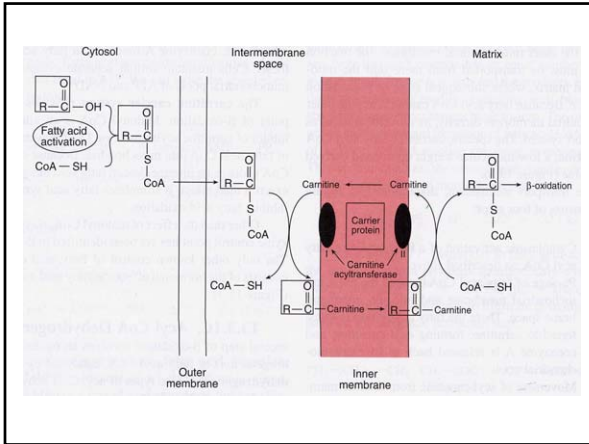 Cytosol
Intermembrane
space
Matrix
O
R—C—OH
Fatty acid
activation
CoA—SH
O
R—C
S
CoA
O
R—C
S
CoA
CoA—SH
O
R—C—Carnitine
Carnitine
Carnitine
Carrier
protein
I
II
Carnitine
acyltransferase
O
R—C—Carnitine
O
R—C
S
CoA
β-oxidation
CoA—SH
Outer
membrane
Inner
membrane